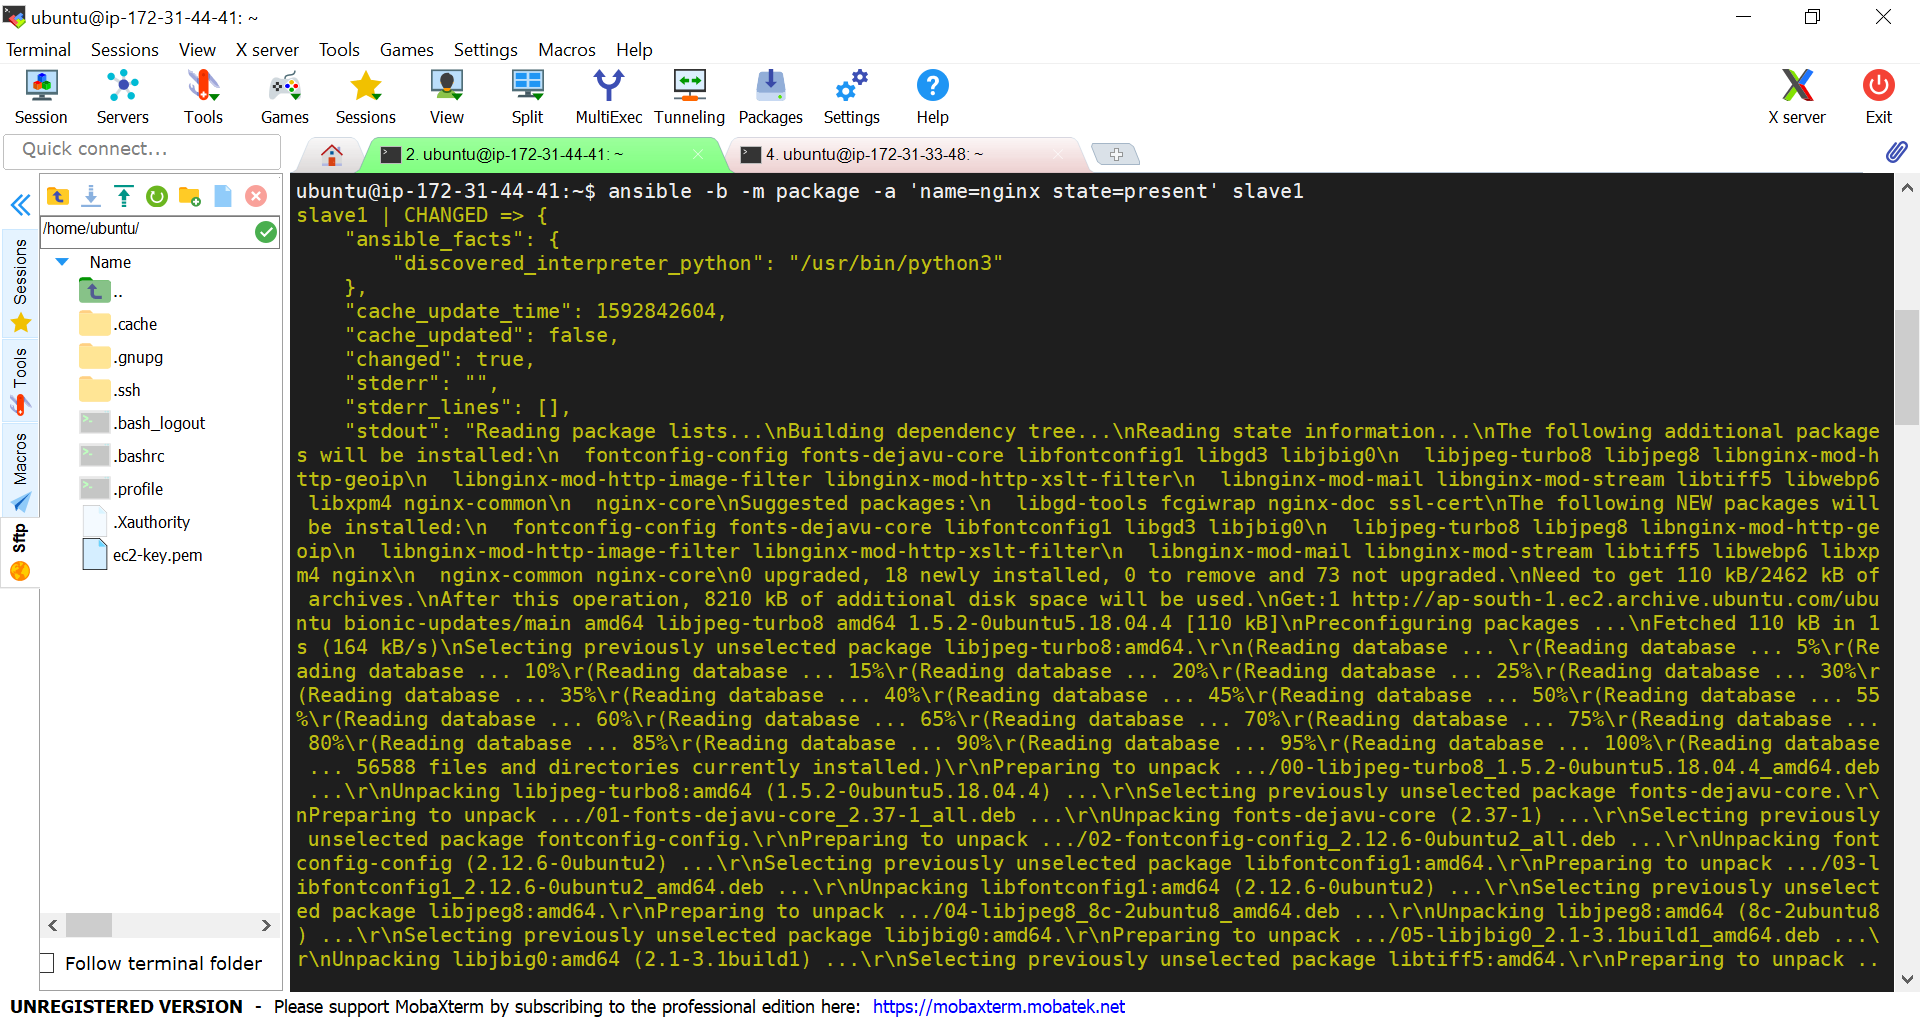 ubuntu@ip-172-31-44-41: ~
Terminal Sessions View X server Tools Games Settings Macros Help
Session Servers Tools Games Sessions View Split MultiExec Tunneling Packages Settings Help X server Exit
Quick connect...
2. ubuntu@ip-172-31-44-41: ~
4. ubuntu@ip-172-31-33-48: ~
Sessions
Tools
Macros
Sftp
/home/ubuntu/
Name
..
.cache
.gnupg
.ssh
.bash_logout
.bashrc
.profile
.Xauthority
ec2-key.pem
Follow terminal folder
ubuntu@ip-172-31-44-41:~$ ansible -b -m package -a 'name=nginx state=present' slave1
slave1 | CHANGED => {
    "ansible_facts": {
        "discovered_interpreter_python": "/usr/bin/python3"
    },
    "cache_update_time": 1592842604,
    "cache_updated": false,
    "changed": true,
    "stderr": "",
    "stderr_lines": [],
    "stdout": "Reading package lists...\nBuilding dependency tree...\nReading state information...\nThe following additional package
s will be installed:\n  fontconfig-config fonts-dejavu-core libfontconfig1 libgd3 libjbig0\n  libjpeg-turbo8 libjpeg8 libnginx-mod-h
ttp-geoip\n  libnginx-mod-http-image-filter libnginx-mod-http-xslt-filter\n  libnginx-mod-mail libnginx-mod-stream libtiff5 libwebp6
 libxpm4 nginx-common\n  nginx-core\nSuggested packages:\n  libgd-tools fcgiwrap nginx-doc ssl-cert\nThe following NEW packages will
 be installed:\n  fontconfig-config fonts-dejavu-core libfontconfig1 libgd3 libjbig0\n  libjpeg-turbo8 libjpeg8 libnginx-mod-http-ge
oip\n  libnginx-mod-http-image-filter libnginx-mod-http-xslt-filter\n  libnginx-mod-mail libnginx-mod-stream libtiff5 libwebp6 libxp
m4 nginx\n  nginx-common nginx-core\n0 upgraded, 18 newly installed, 0 to remove and 73 not upgraded.\nNeed to get 110 kB/2462 kB of
 archives.\nAfter this operation, 8210 kB of additional disk space will be used.\nGet:1 http://ap-south-1.ec2.archive.ubuntu.com/ubu
ntu bionic-updates/main amd64 libjpeg-turbo8 amd64 1.5.2-0ubuntu5.18.04.4 [110 kB]\nPreconfiguring packages ...\nFetched 110 kB in 1
s (164 kB/s)\nSelecting previously unselected package libjpeg-turbo8:amd64.\r\n(Reading database ... \r(Reading database ... 5%\r(Re
ading database ... 10%\r(Reading database ... 15%\r(Reading database ... 20%\r(Reading database ... 25%\r(Reading database ... 30%\r
(Reading database ... 35%\r(Reading database ... 40%\r(Reading database ... 45%\r(Reading database ... 50%\r(Reading database ... 55
%\r(Reading database ... 60%\r(Reading database ... 65%\r(Reading database ... 70%\r(Reading database ... 75%\r(Reading database ...
 80%\r(Reading database ... 85%\r(Reading database ... 90%\r(Reading database ... 95%\r(Reading database ... 100%\r(Reading database
 ... 56588 files and directories currently installed.)\r\nPreparing to unpack .../00-libjpeg-turbo8_1.5.2-0ubuntu5.18.04.4_amd64.deb
 ...\r\nUnpacking libjpeg-turbo8:amd64 (1.5.2-0ubuntu5.18.04.4) ...\r\nSelecting previously unselected package fonts-dejavu-core.\r\
nPreparing to unpack .../01-fonts-dejavu-core_2.37-1_all.deb ...\r\nUnpacking fonts-dejavu-core (2.37-1) ...\r\nSelecting previously
 unselected package fontconfig-config.\r\nPreparing to unpack .../02-fontconfig-config_2.12.6-0ubuntu2_all.deb ...\r\nUnpacking font
config-config (2.12.6-0ubuntu2) ...\r\nSelecting previously unselected package libfontconfig1:amd64.\r\nPreparing to unpack .../03-l
ibfontconfig1_2.12.6-0ubuntu2_amd64.deb ...\r\nUnpacking libfontconfig1:amd64 (2.12.6-0ubuntu2) ...\r\nSelecting previously unselect
ed package libjpeg8:amd64.\r\nPreparing to unpack .../04-libjpeg8_8c-2ubuntu8_amd64.deb ...\r\nUnpacking libjpeg8:amd64 (8c-2ubuntu8
) ...\r\nSelecting previously unselected package libjbig0:amd64.\r\nPreparing to unpack .../05-libjbig0_2.1-3.1build1_amd64.deb ...\
r\nUnpacking libjbig0:amd64 (2.1-3.1build1) ...\r\nSelecting previously unselected package libtiff5:amd64.\r\nPreparing to unpack ..
UNREGISTERED VERSION - Please support MobaXterm by subscribing to the professional edition here: https://mobaxterm.mobatek.net